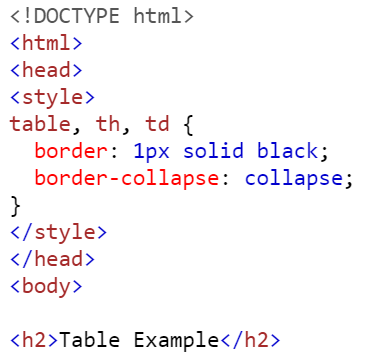 <!DOCTYPE html>
<html>
<head>
<style>
table, th, td {
  border: 1px solid black;
  border-collapse: collapse;
}
</style>
</head>
<body>

<h2>Table Example</h2>